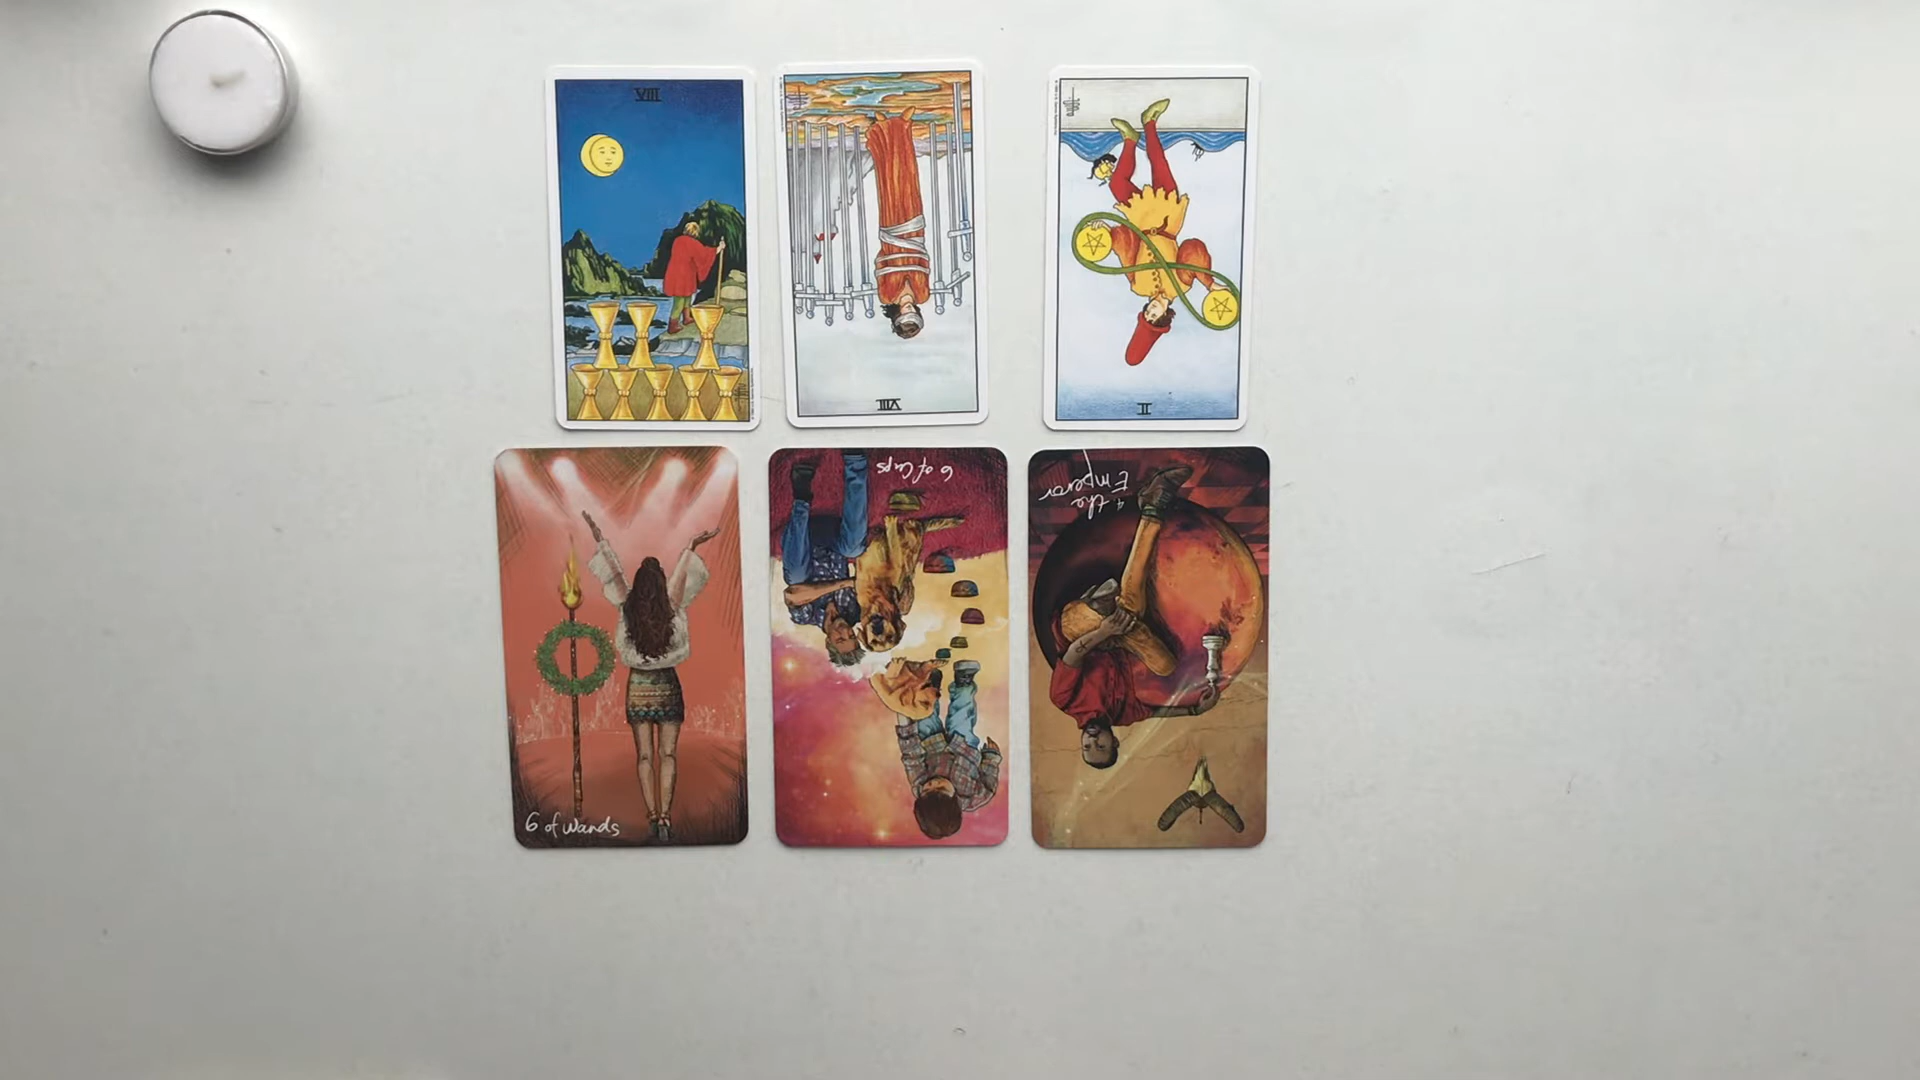 VIII
VIII
II
6 of Wands
6 of Cups
4 the
Emperor